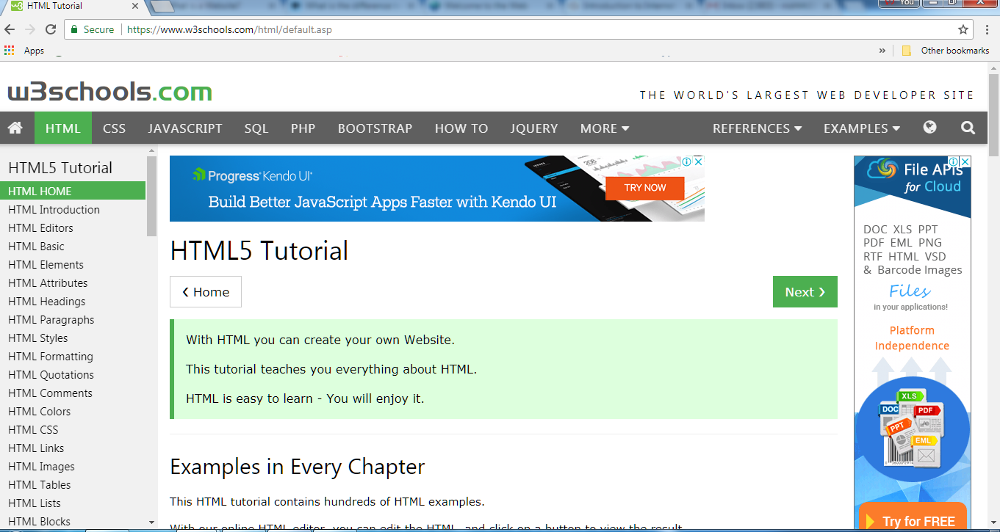 HTML Tutorial
You
Secure
https://www.w3schools.com/html/default.asp
Apps
»
Other bookmarks
w3schools.com
THE WORLD'S LARGEST WEB DEVELOPER SITE
HTML CSS JAVASCRIPT SQL PHP BOOTSTRAP HOW TO JQUERY MORE REFERENCES EXAMPLES
HTML5 Tutorial
HTML HOME
HTML Introduction
HTML Editors
HTML Basic
HTML Elements
HTML Attributes
HTML Headings
HTML Paragraphs
HTML Styles
HTML Formatting
HTML Quotations
HTML Comments
HTML Colors
HTML CSS
HTML Links
HTML Images
HTML Tables
HTML Lists
HTML Blocks
Progress Kendo UI
Build Better JavaScript Apps Faster with Kendo UI
TRY NOW
HTML5 Tutorial
❮ Home
Next ❯
With HTML you can create your own Website.
This tutorial teaches you everything about HTML.
HTML is easy to learn - You will enjoy it.
Examples in Every Chapter
This HTML tutorial contains hundreds of HTML examples.
With our online HTML editor, you can edit the HTML, and click on a button to view the result.
File APIs
for Cloud
DOC XLS PPT
PDF EML PNG
RTF HTML VSD
& Barcode Images
Files
in your applications!
Platform
Independence
XLS
DOC
PDF
PPT
EML
Try for FREE